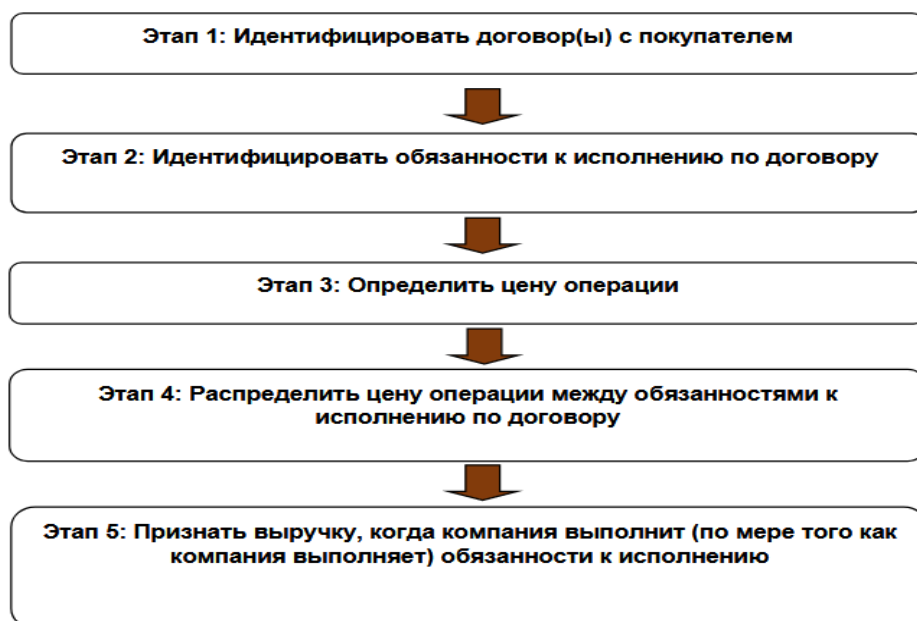 Этап 1: Идентифицировать договор(ы) с покупателем
Этап 2: Идентифицировать обязанности к исполнению по договору
Этап 3: Определить цену операции
Этап 4: Распределить цену операции между обязанностями к
исполнению по договору
Этап 5: Признать выручку, когда компания выполнит (по мере того как
компания выполняет) обязанности к исполнению